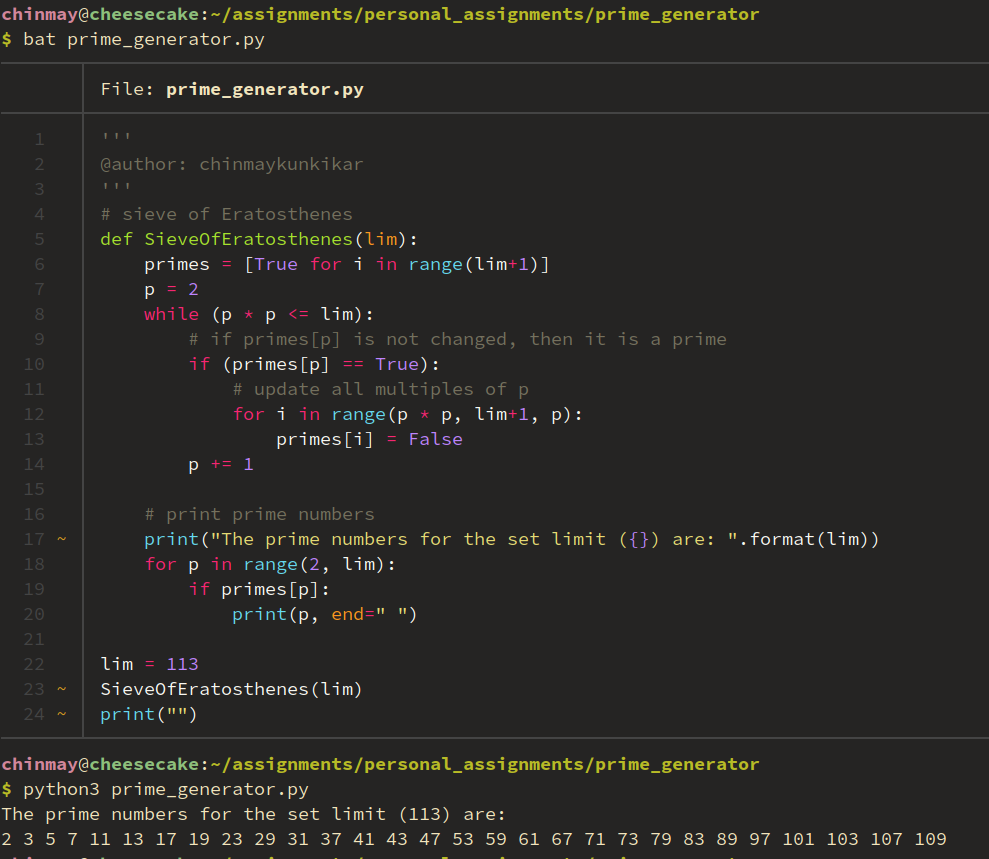 chinmay@cheesecake:~/assignments/personal_assignments/prime_generator
$ bat prime_generator.py
File: prime_generator.py
1 '''
2 @author: chinmaykunkikar
3 '''
4 # sieve of Eratosthenes
5 def SieveOfEratosthenes(lim):
6     primes = [True for i in range(lim+1)]
7     p = 2
8     while (p * p <= lim):
9         # if primes[p] is not changed, then it is a prime
10         if (primes[p] == True):
11             # update all multiples of p
12             for i in range(p * p, lim+1, p):
13                 primes[i] = False
14         p += 1
15
16     # print prime numbers
17 ~     print("The prime numbers for the set limit ({}) are: ".format(lim))
18     for p in range(2, lim):
19         if primes[p]:
20             print(p, end=" ")
21
22 lim = 113
23 ~ SieveOfEratosthenes(lim)
24 ~ print("")
chinmay@cheesecake:~/assignments/personal_assignments/prime_generator
$ python3 prime_generator.py
The prime numbers for the set limit (113) are:
2 3 5 7 11 13 17 19 23 29 31 37 41 43 47 53 59 61 67 71 73 79 83 89 97 101 103 107 109